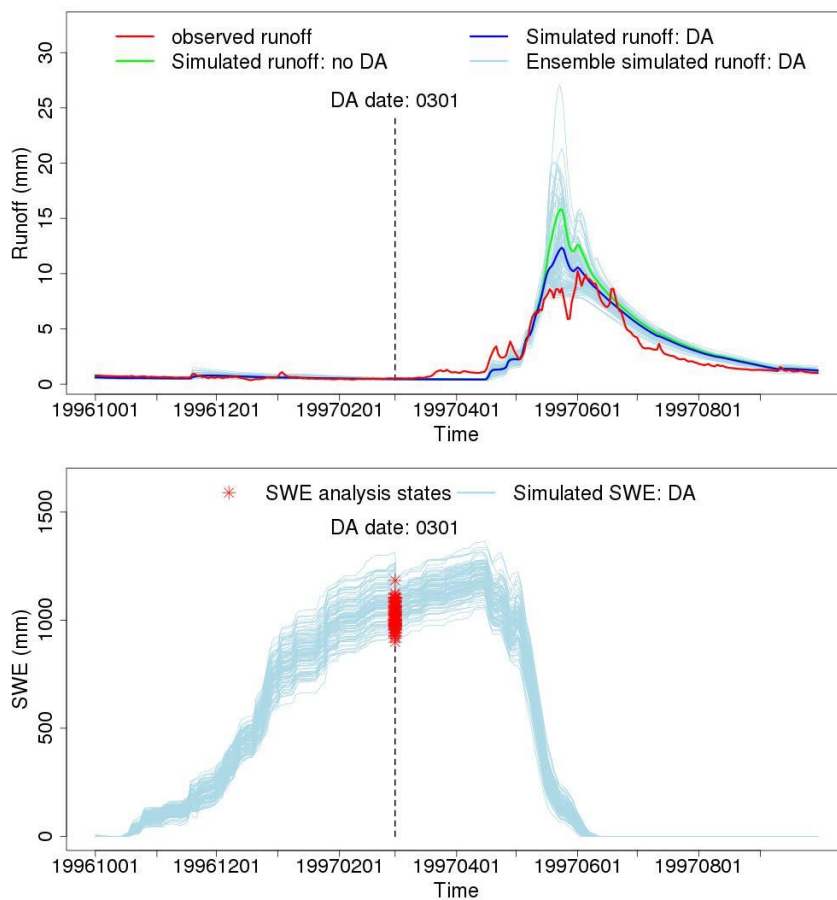 observed runoff
Simulated runoff: no DA
Simulated runoff: DA
Ensemble simulated runoff: DA
DA date: 0301
Runoff (mm)
30
25
20
15
10
5
0
19961001 19961201 19970201 19970401 19970601 19970801
Time
SWE analysis states
Simulated SWE: DA
DA date: 0301
SWE (mm)
1500
1000
500
0
19961001 19961201 19970201 19970401 19970601 19970801
Time